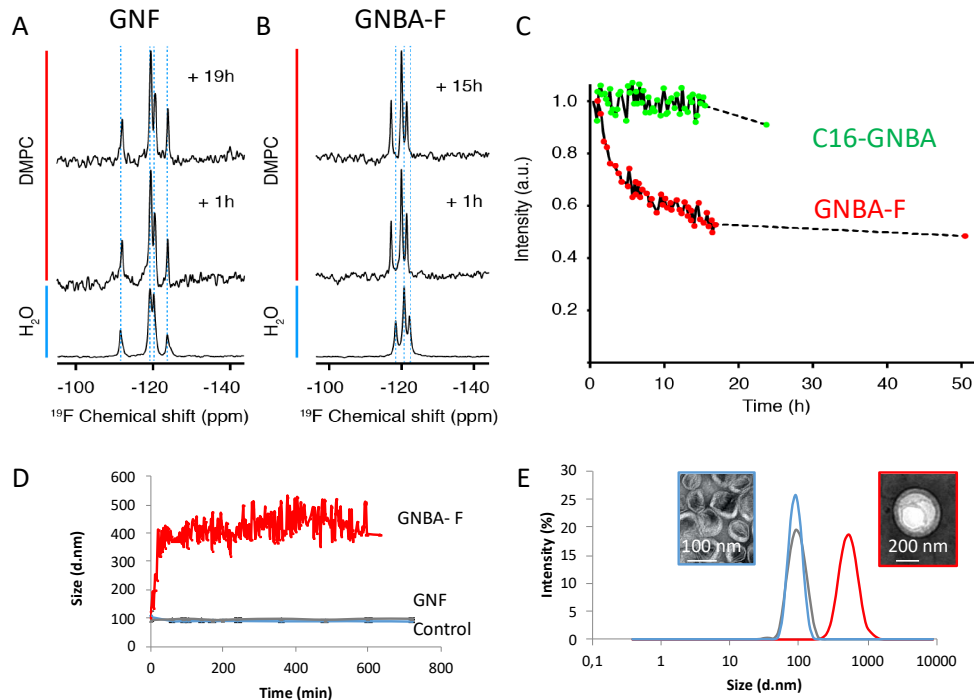 A
GNF
DMPC
+ 19h
+ 1h
H₂O
-100
-120
-140
¹⁹F Chemical shift (ppm)
B
GNBA-F
DMPC
+ 15h
+ 1h
H₂O
-100
-120
-140
¹⁹F Chemical shift (ppm)
C
Intensity (a.u.)
1.0
0.8
0.6
0.4
0.2
C16-GNBA
GNBA-F
0
10
20
30
40
50
Time (h)
D
Size (d.nm)
600
500
400
300
200
100
0
GNBA- F
GNF
Control
0
200
400
600
800
Time (min)
E
Intensity (%)
30
25
20
15
10
5
0
100 nm
200 nm
0,1
1
10
100
1000
10000
Size (d.nm)